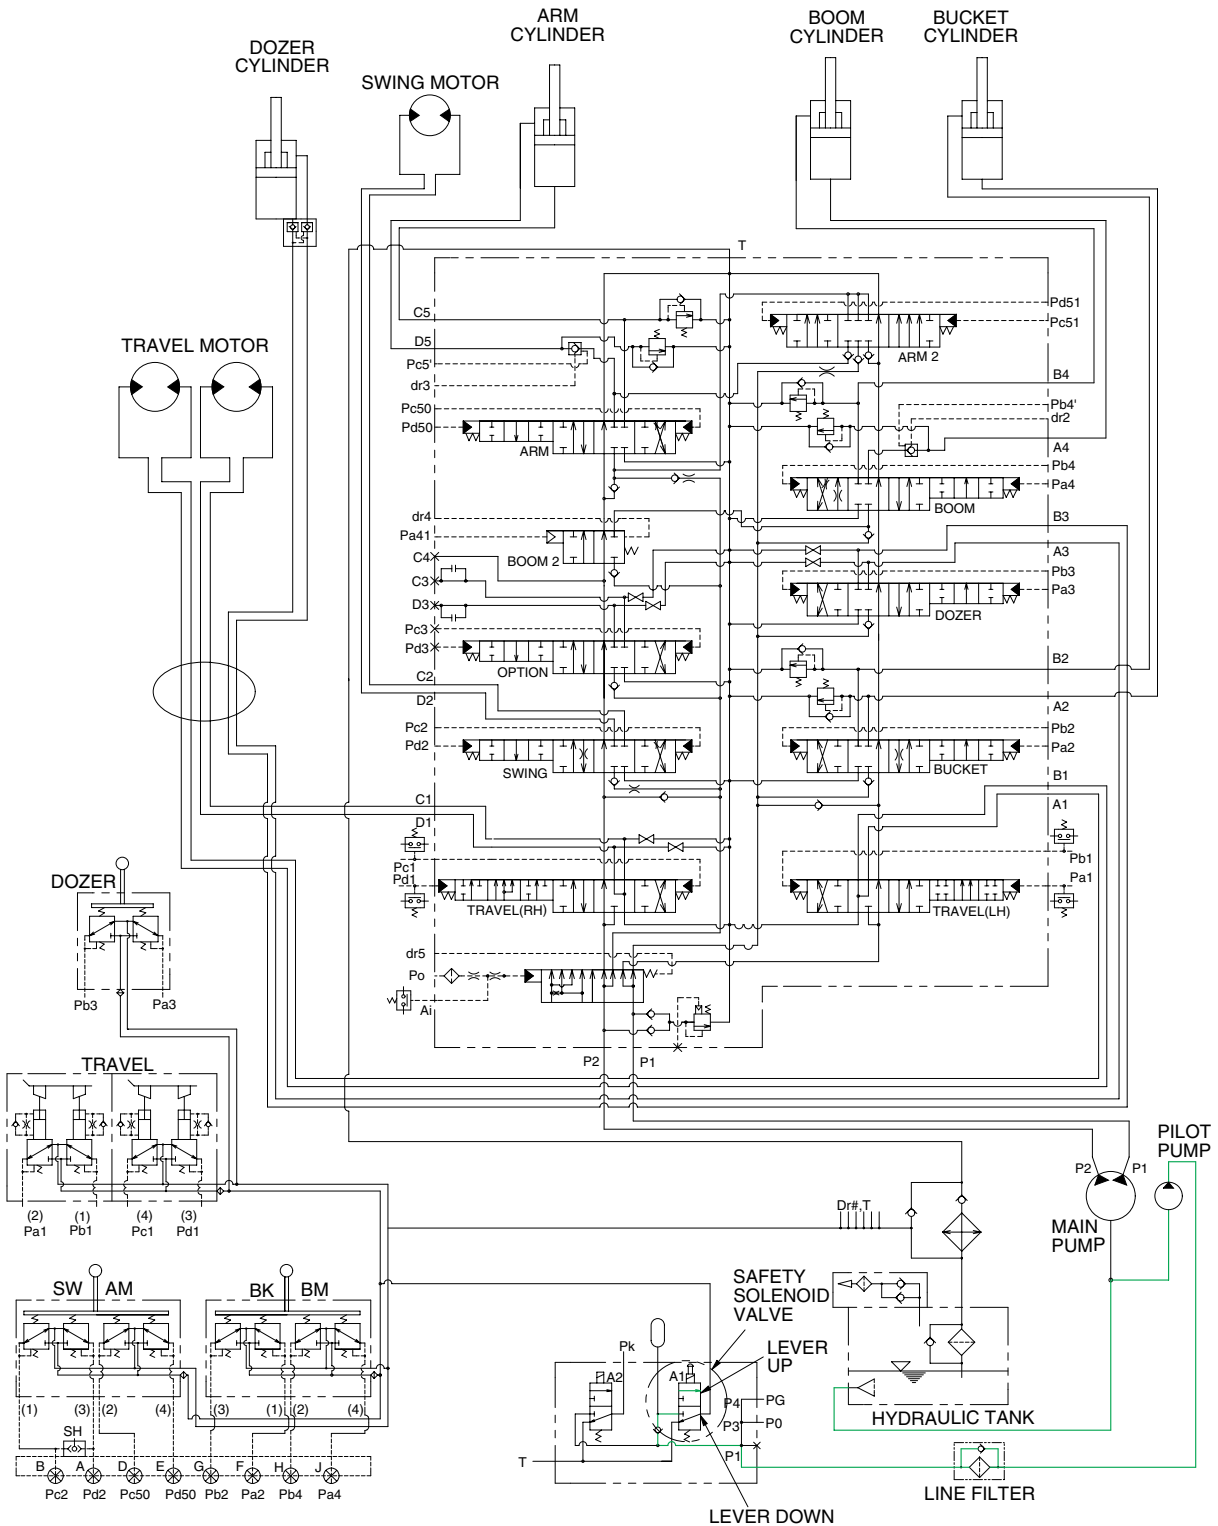 ARM
CYLINDER
BOOM
CYLINDER
BUCKET
CYLINDER
DOZER
CYLINDER
SWING MOTOR
TRAVEL MOTOR
T
C5
D5
Pc5'
dr3
Pc50
Pd50
ARM
Pd51
Pc51
ARM 2
B4
Pb4'
dr2
A4
Pb4
Pa4
BOOM
dr4
Pa41
BOOM 2
C4
C3
D3
Pc3
Pd3
OPTION
B3
A3
Pb3
Pa3
DOZER
C2
D2
Pc2
Pd2
SWING
B2
A2
Pb2
Pa2
BUCKET
C1
D1
Pc1
Pd1
TRAVEL(RH)
B1
A1
Pb1
Pa1
TRAVEL(LH)
dr5
Po
Ai
P2
P1
DOZER
Pb3
Pa3
TRAVEL
(2)
(1)
(4)
(3)
Pa1
Pb1
Pc1
Pd1
SW
AM
BK
BM
(1)
(3)
(2)
(4)
(3)
(1)
(2)
(4)
SH
B
A
D
E
G
F
H
J
Pc2
Pd2
Pc50
Pd50
Pb2
Pa2
Pb4
Pa4
PILOT
PUMP
P2
P1
MAIN
PUMP
Dr#,T
SAFETY
SOLENOID
VALVE
LEVER
UP
Pk
A2
A1
P4
PG
P3
P0
P1
T
LEVER DOWN
HYDRAULIC TANK
LINE FILTER